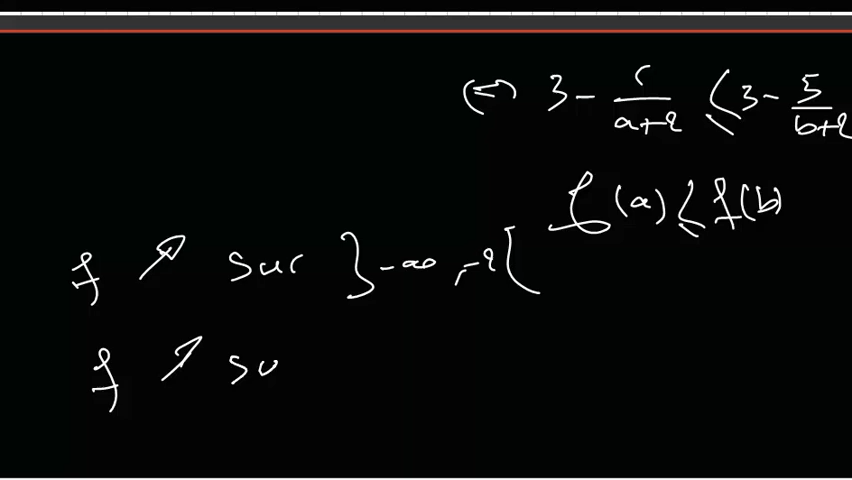 (⇔) 3 - 5/(a+2) ≤ 3 - 5/(b+2)
f(a) ≤ f(b)
f ↗ sur ]-∞, -2[
f ↗ su